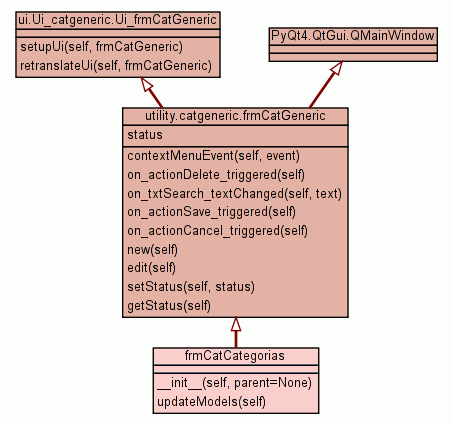 ui.Ui_catgeneric.Ui_frmCatGeneric
setupUi(self, frmCatGeneric)
retranslateUi(self, frmCatGeneric)
PyQt4.QtGui.QMainWindow
utility.catgeneric.frmCatGeneric
status
contextMenuEvent(self, event)
on_actionDelete_triggered(self)
on_txtSearch_textChanged(self, text)
on_actionSave_triggered(self)
on_actionCancel_triggered(self)
new(self)
edit(self)
setStatus(self, status)
getStatus(self)
frmCatCategorias
__init__(self, parent=None)
updateModels(self)